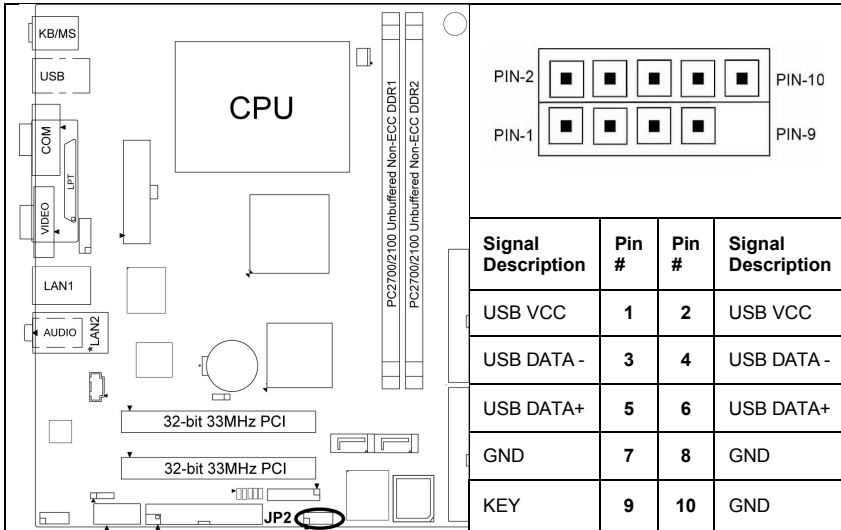 KB/MS
USB
COM
LPT
VIDEO
LAN1
AUDIO
*LAN2
CPU
PC2700/2100 Unbuffered Non-ECC DDR1
PC2700/2100 Unbuffered Non-ECC DDR2
32-bit 33MHz PCI
32-bit 33MHz PCI
JP2
PIN-2
PIN-10
PIN-1
PIN-9
Signal Description Pin # Pin # Signal Description
USB VCC 1 2 USB VCC
USB DATA - 3 4 USB DATA -
USB DATA+ 5 6 USB DATA+
GND 7 8 GND
KEY 9 10 GND